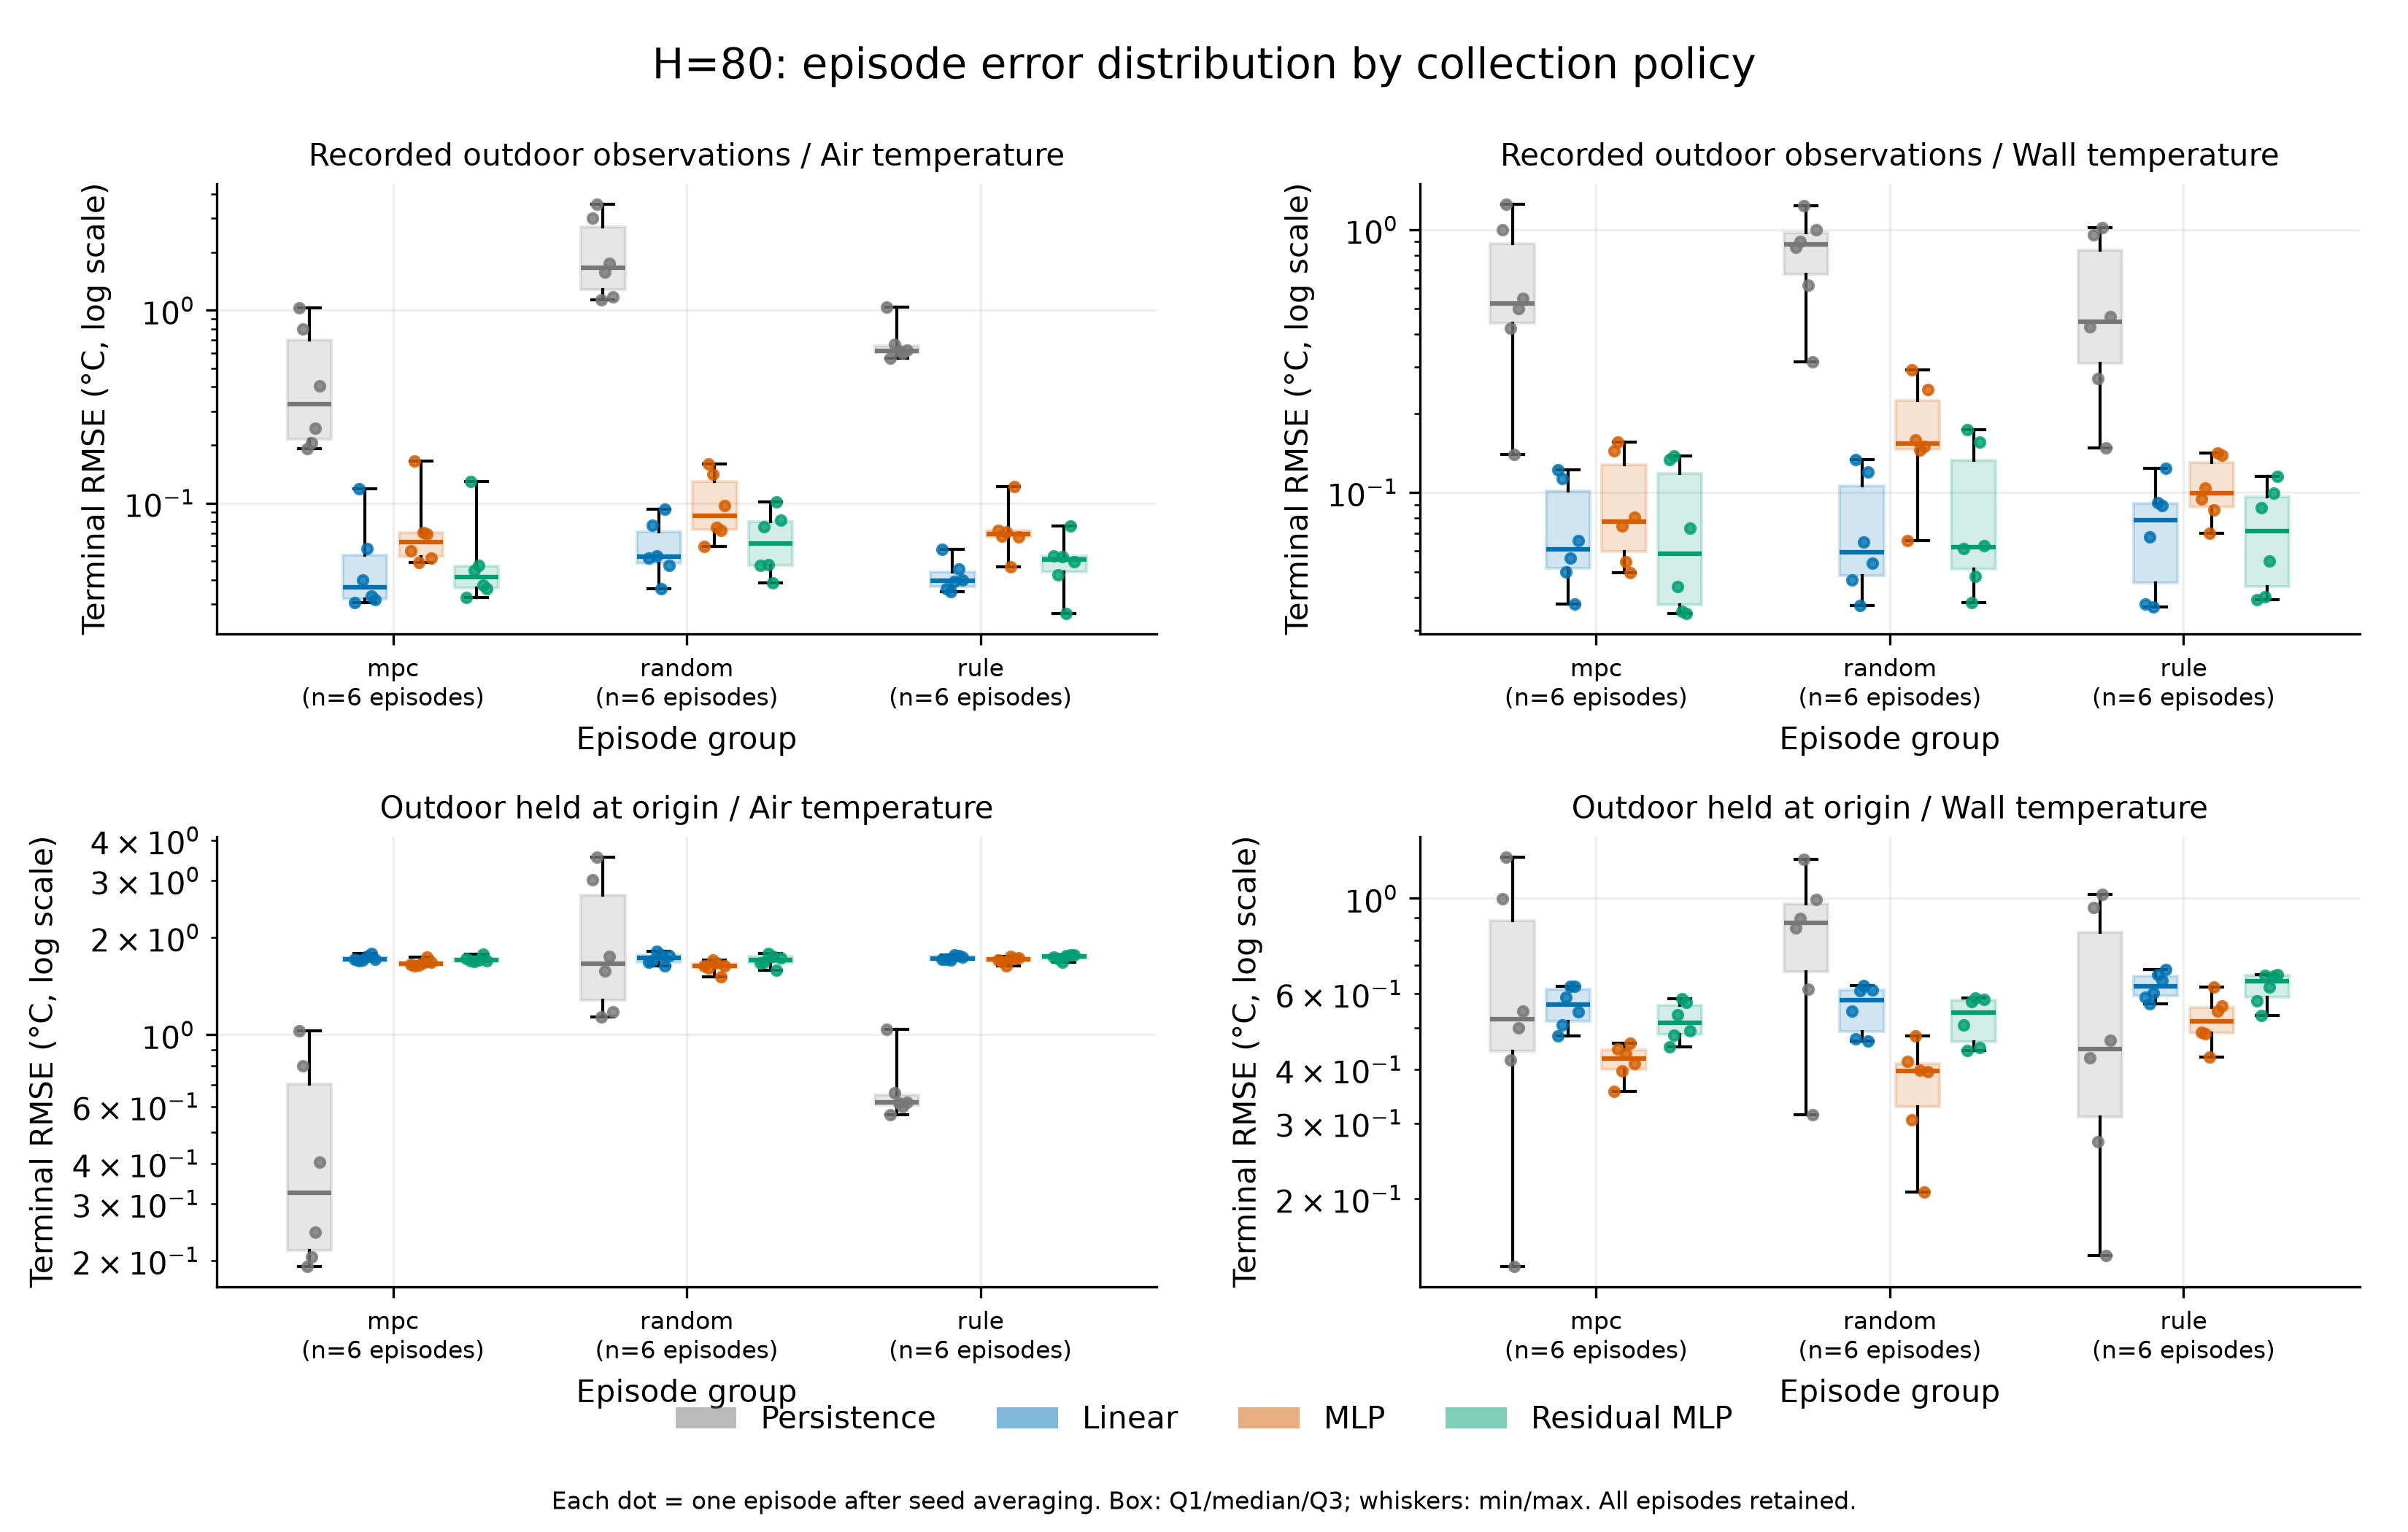 H=80: episode error distribution by collection policy
Recorded outdoor observations / Air temperature
Terminal RMSE (°C, log scale)
10⁰
10⁻¹
mpc
(n=6 episodes)
random
(n=6 episodes)
rule
(n=6 episodes)
Episode group
Recorded outdoor observations / Wall temperature
Terminal RMSE (°C, log scale)
10⁰
10⁻¹
mpc
(n=6 episodes)
random
(n=6 episodes)
rule
(n=6 episodes)
Episode group
Outdoor held at origin / Air temperature
Terminal RMSE (°C, log scale)
4 × 10⁰
3 × 10⁰
2 × 10⁰
10⁰
6 × 10⁻¹
4 × 10⁻¹
3 × 10⁻¹
2 × 10⁻¹
mpc
(n=6 episodes)
random
(n=6 episodes)
rule
(n=6 episodes)
Episode group
Outdoor held at origin / Wall temperature
Terminal RMSE (°C, log scale)
10⁰
6 × 10⁻¹
4 × 10⁻¹
3 × 10⁻¹
2 × 10⁻¹
mpc
(n=6 episodes)
random
(n=6 episodes)
rule
(n=6 episodes)
Episode group
Persistence
Linear
MLP
Residual MLP
Each dot = one episode after seed averaging. Box: Q1/median/Q3; whiskers: min/max. All episodes retained.